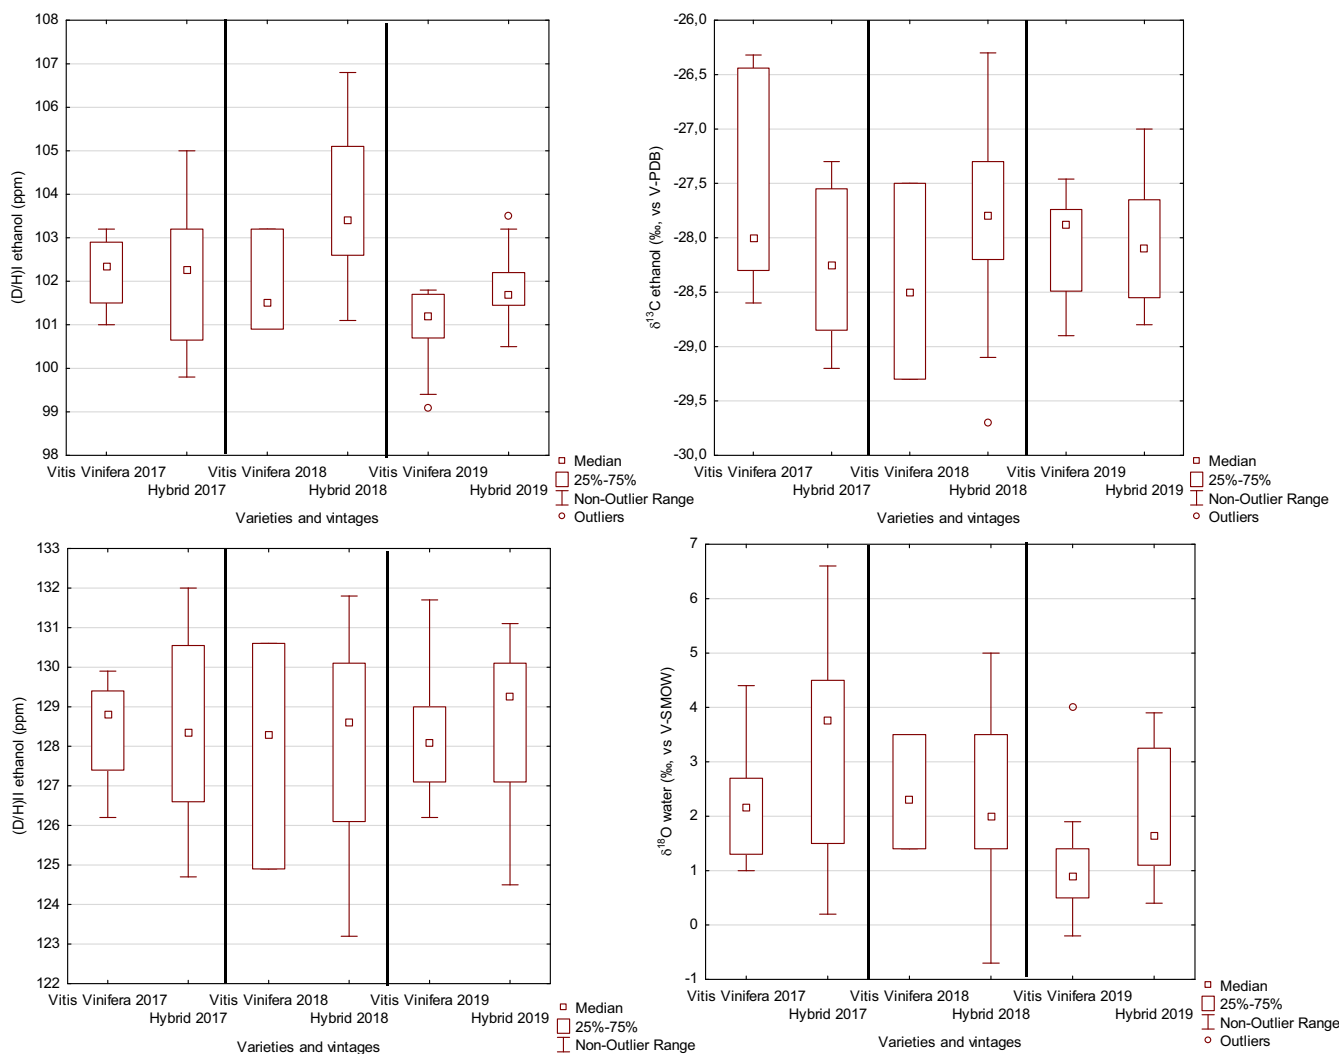 108
107
106
105
104
103
102
101
100
99
98
(D/H)I ethanol (ppm)
Vitis Vinifera 2017 Vitis Vinifera 2018 Vitis Vinifera 2019
Hybrid 2017 Hybrid 2018 Hybrid 2019
Varieties and vintages
Median
25%-75%
Non-Outlier Range
Outliers
-26,0
-26,5
-27,0
-27,5
-28,0
-28,5
-29,0
-29,5
-30,0
δ¹³C ethanol (‰, vs V-PDB)
Vitis Vinifera 2017 Vitis Vinifera 2018 Vitis Vinifera 2019
Hybrid 2017 Hybrid 2018 Hybrid 2019
Varieties and vintages
Median
25%-75%
Non-Outlier Range
Outliers
133
132
131
130
129
128
127
126
125
124
123
122
(D/H)II ethanol (ppm)
Vitis Vinifera 2017 Vitis Vinifera 2018 Vitis Vinifera 2019
Hybrid 2017 Hybrid 2018 Hybrid 2019
Varieties and vintages
Median
25%-75%
Non-Outlier Range
7
6
5
4
3
2
1
0
-1
δ¹⁸O water (‰, vs V-SMOW)
Vitis Vinifera 2017 Vitis Vinifera 2018 Vitis Vinifera 2019
Hybrid 2017 Hybrid 2018 Hybrid 2019
Varieties and vintages
Median
25%-75%
Non-Outlier Range
Outliers